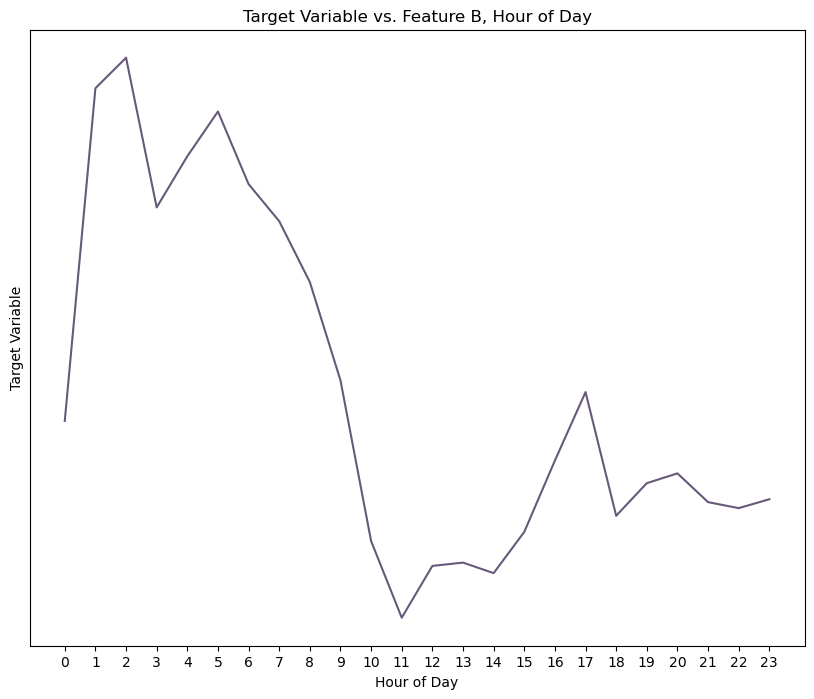 Target Variable vs. Feature B, Hour of Day
Target Variable
0 1 2 3 4 5 6 7 8 9 10 11 12 13 14 15 16 17 18 19 20 21 22 23
Hour of Day